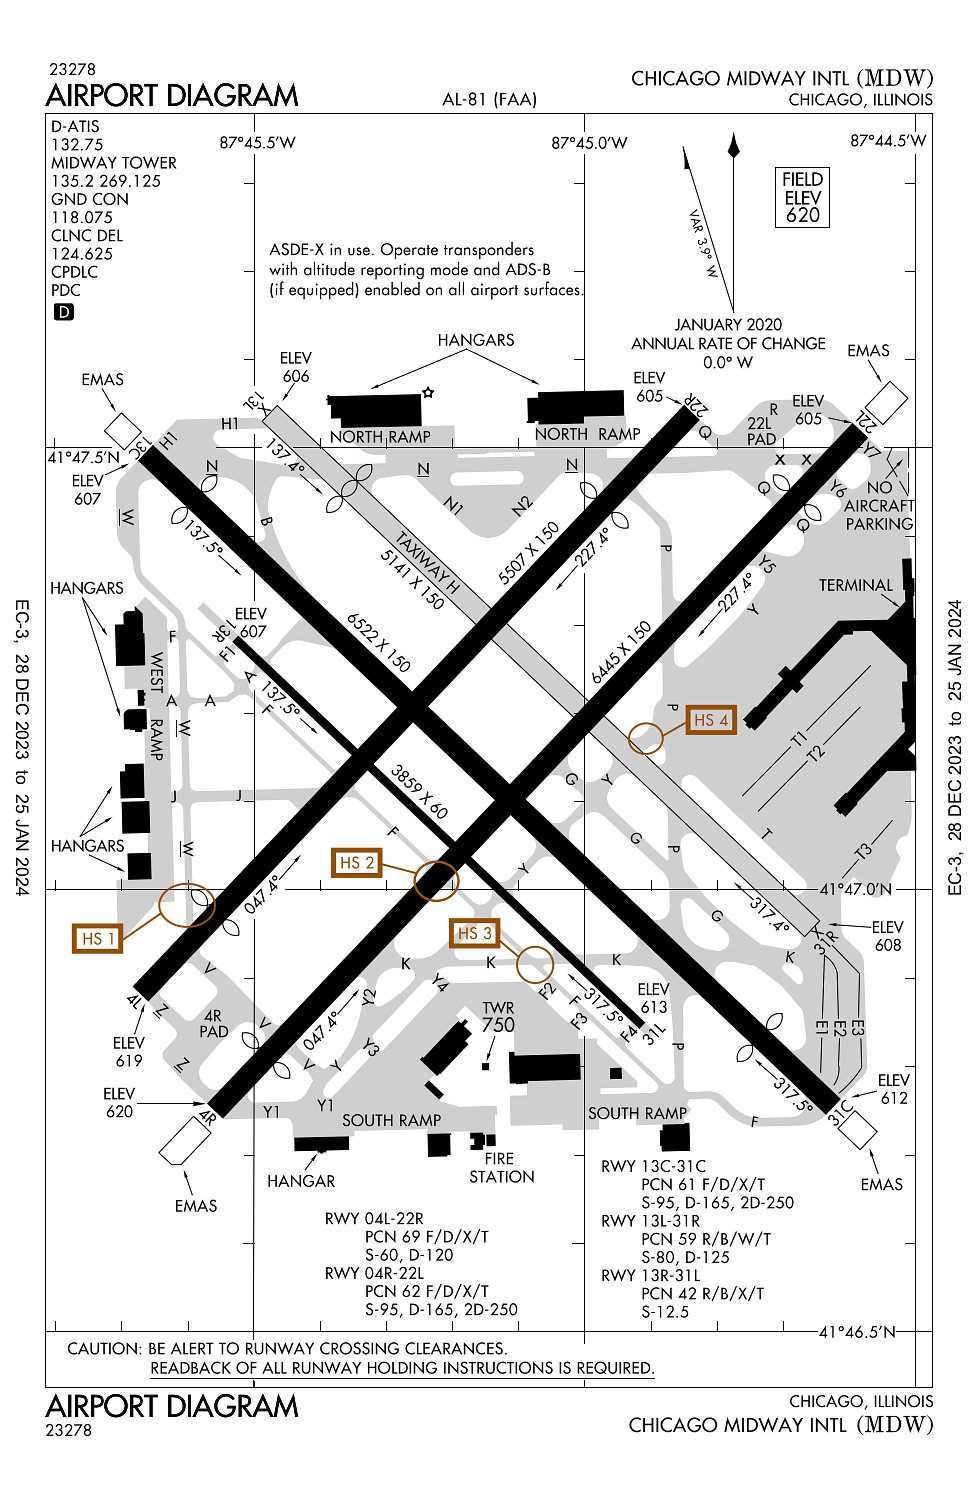 23278
AIRPORT DIAGRAM
AL-81 (FAA)
CHICAGO MIDWAY INTL (MDW)
CHICAGO, ILLINOIS
D-ATIS
132.75
MIDWAY TOWER
135.2 269.125
GND CON
118.075
CLNC DEL
124.625
CPDLC
PDC
D
87°45.5'W
87°45.0'W
87°44.5'W
FIELD
ELEV
620
VAR 3.9° W
JANUARY 2020
ANNUAL RATE OF CHANGE
0.0° W
ASDE-X in use. Operate transponders
with altitude reporting mode and ADS-B
(if equipped) enabled on all airport surfaces.
HANGARS
EMAS
ELEV
606
ELEV
605
EMAS
ELEV
605
13L
X
H1
NORTH RAMP
NORTH RAMP
22R
Q
R
22L
PAD
22L
Y7
X X
NO
AIRCRAFT
PARKING
41°47.5'N
13C
H1
ELEV
607
N
N
N
N1
N2
Q
Q
Y6
W
B
137.4°
137.5°
TAXIWAY H
5141 X 150
5507 X 150
227.4°
P
Y5
Y
227.4°
TERMINAL
HANGARS
ELEV
607
13R
F1
F
A
137.5°
F
6522 X 150
6445 X 150
WEST
RAMP
A
A
W
P
HS 4
T1
T2
T
T3
J
J
W
3859 X 60
F
G
Y
G
P
Y
HANGARS
HS 2
HS 1
047.4°
HS 3
41°47.0'N
G
317.4°
X
31R
ELEV
608
K
K
K
K
V
4L
Z
4R
PAD
V
V
Z
Y2
Y4
Y3
Y
047.4°
F2
F
F3
317.5°
F4
31L
ELEV
613
P
TWR
750
E1
E2
E3
ELEV
619
ELEV
620
4R
Y1
Y1
SOUTH RAMP
SOUTH RAMP
F
317.5°
31C
ELEV
612
EMAS
EMAS
HANGAR
FIRE
STATION
RWY 04L-22R
PCN 69 F/D/X/T
S-60, D-120
RWY 04R-22L
PCN 62 F/D/X/T
S-95, D-165, 2D-250
RWY 13C-31C
PCN 61 F/D/X/T
S-95, D-165, 2D-250
RWY 13L-31R
PCN 59 R/B/W/T
S-80, D-125
RWY 13R-31L
PCN 42 R/B/X/T
S-12.5
41°46.5'N
CAUTION: BE ALERT TO RUNWAY CROSSING CLEARANCES.
READBACK OF ALL RUNWAY HOLDING INSTRUCTIONS IS REQUIRED.
AIRPORT DIAGRAM
23278
CHICAGO, ILLINOIS
CHICAGO MIDWAY INTL (MDW)
EC-3, 28 DEC 2023 to 25 JAN 2024
EC-3, 28 DEC 2023 to 25 JAN 2024